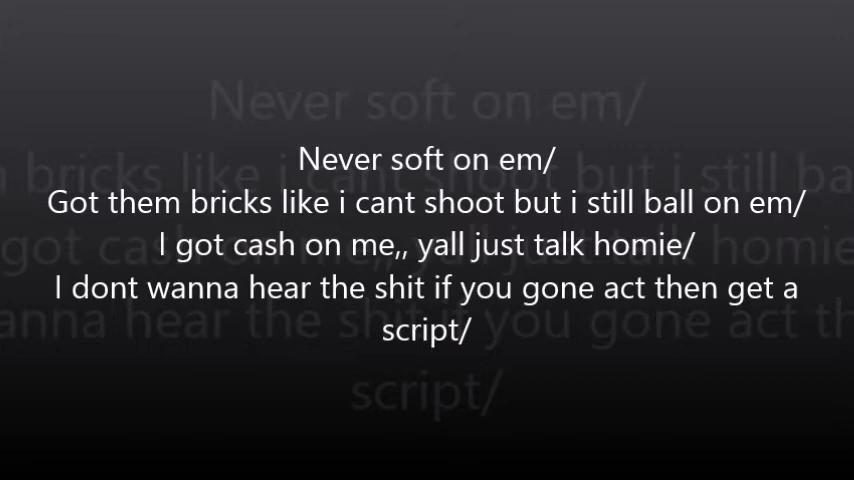 Never soft on em/
Got them bricks like i cant shoot but i still ball on em/
I got cash on me,, yall just talk homie/
I dont wanna hear the shit if you gone act then get a
script/